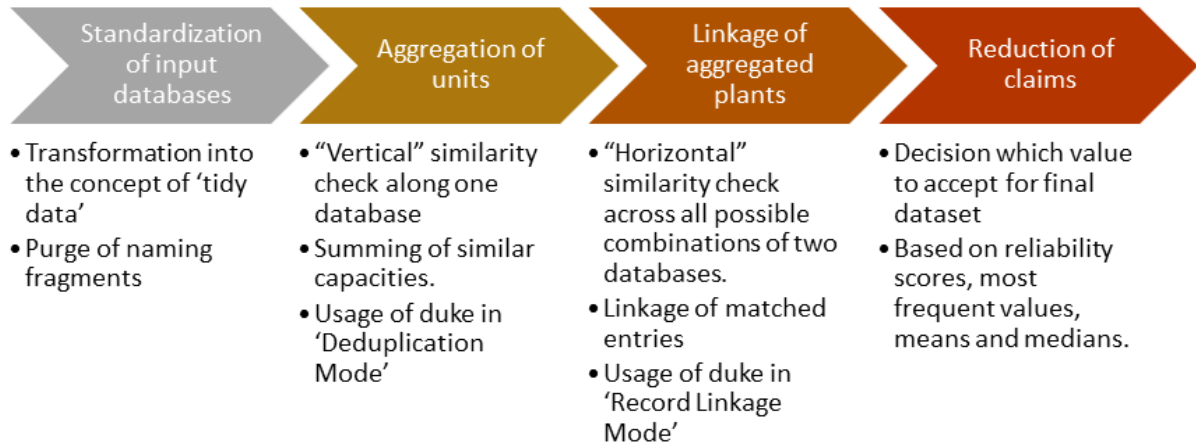 Standardization
of input
databases
• Transformation into
the concept of ‘tidy
data’
• Purge of naming
fragments
Aggregation of
units
• “Vertical” similarity
check along one
database
• Summing of similar
capacities.
• Usage of duke in
‘Deduplication
Mode’
Linkage of
aggregated
plants
• “Horizontal”
similarity check
across all possible
combinations of two
databases.
• Linkage of matched
entries
• Usage of duke in
‘Record Linkage
Mode’
Reduction of
claims
• Decision which value
to accept for final
dataset
• Based on reliability
scores, most
frequent values,
means and medians.